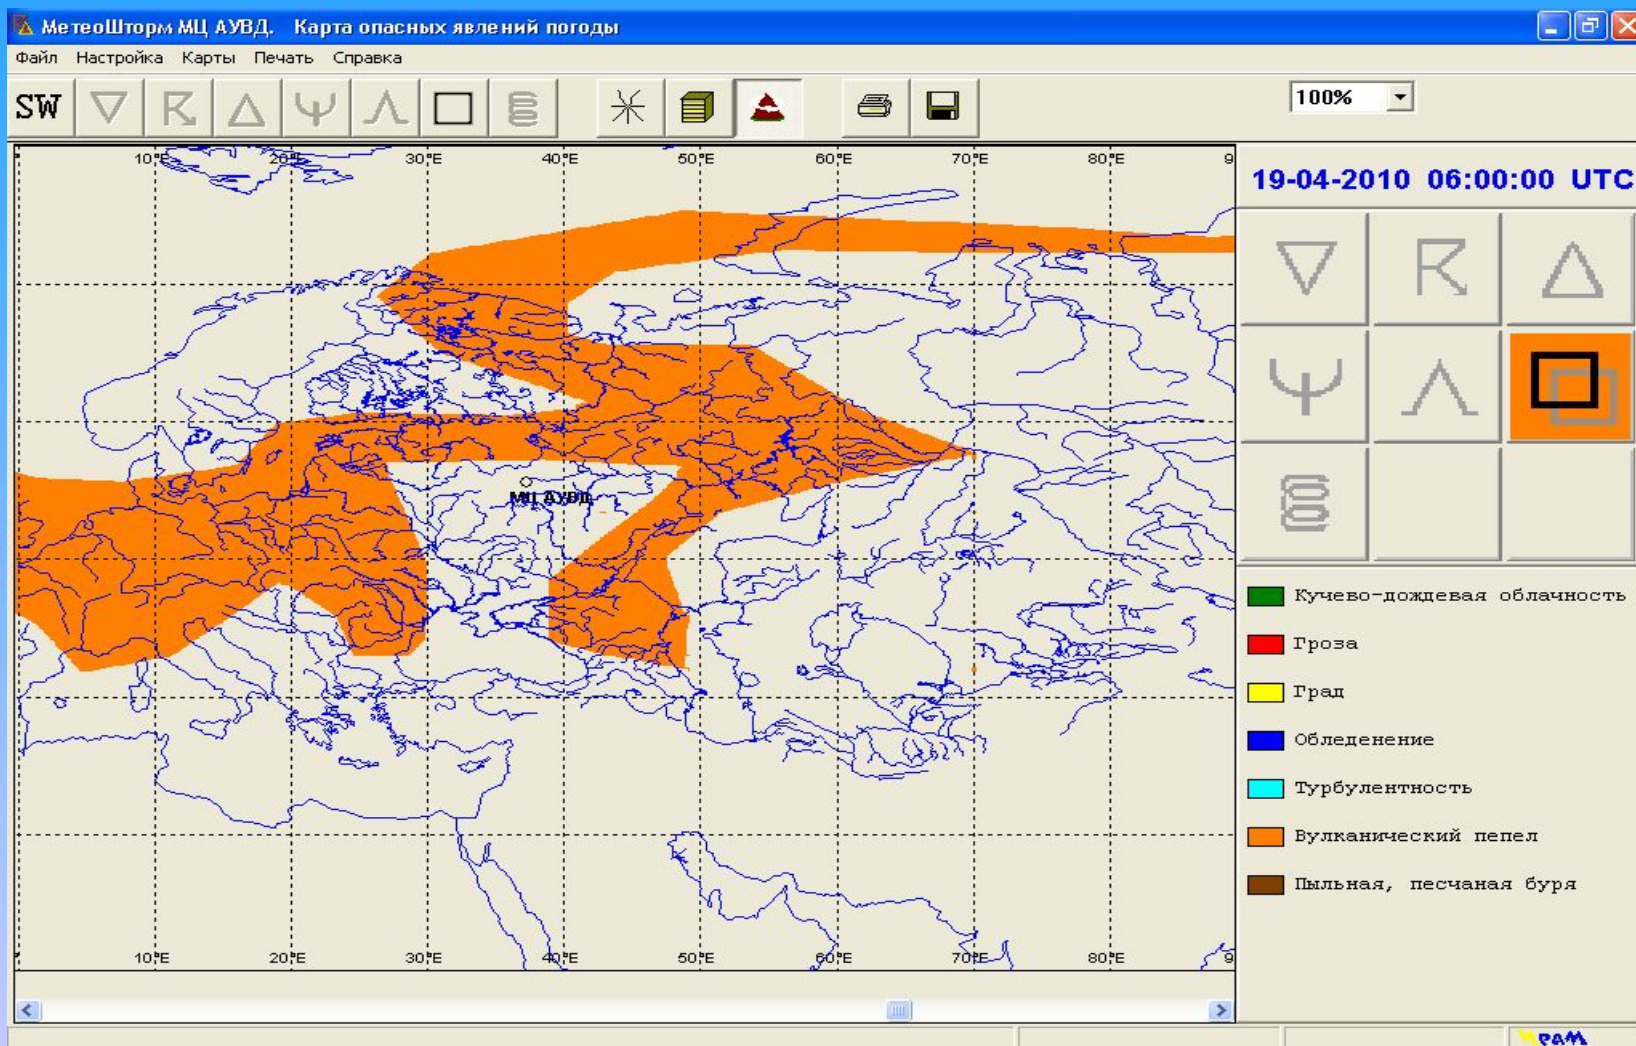 МетеоШторм МЦ АУВД. Карта опасных явлений погоды
Файл Настройка Карты Печать Справка
SW
100%
10°E 20°E 30°E 40°E 50°E 60°E 70°E 80°E 9
19-04-2010 06:00:00 UTC
МЦ АУВД
Кучево-дождевая облачность
Гроза
Град
Обледенение
Турбулентность
Вулканический пепел
Пыльная, песчаная буря
10°E 20°E 30°E 40°E 50°E 60°E 70°E 80°E 9